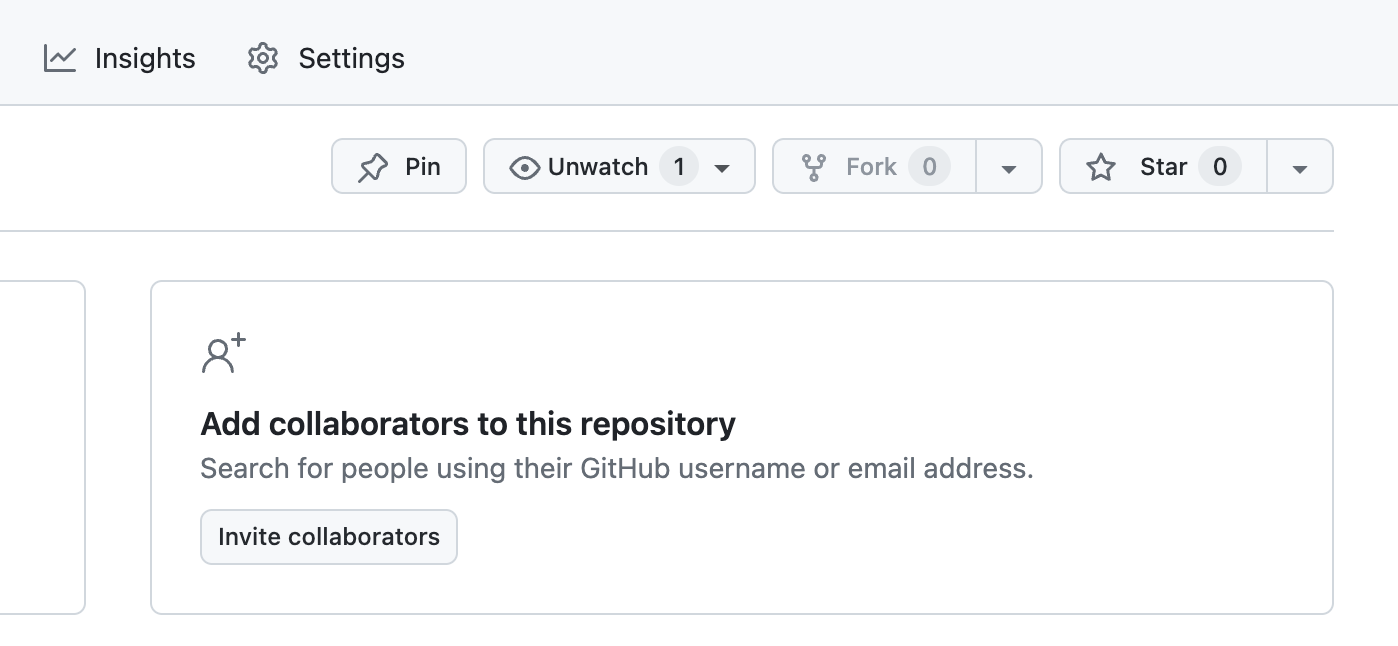 Insights Settings
Pin Unwatch 1 Fork 0 Star 0
Add collaborators to this repository
Search for people using their GitHub username or email address.
Invite collaborators